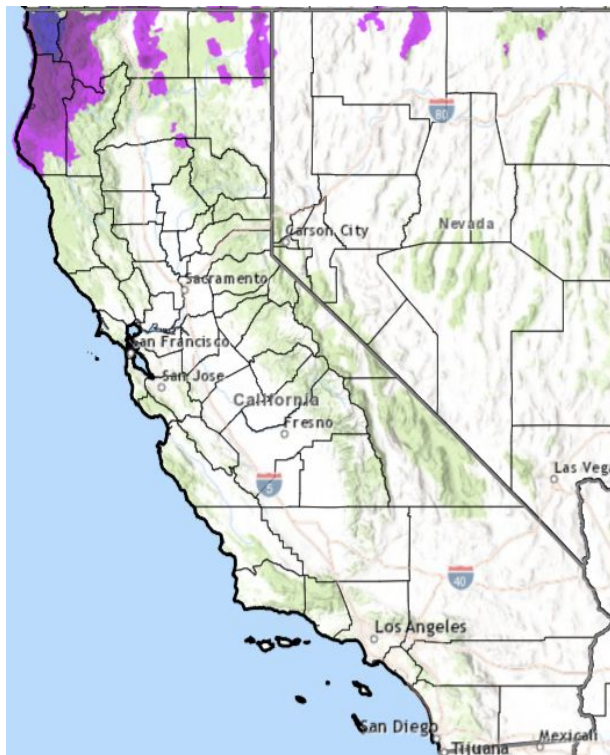 80
Nevada
Carson City
Sacramento
San Francisco
San Jose
California
Fresno
5
Las Vega
40
Los Angeles
San Diego
Tijuana
Mexicali